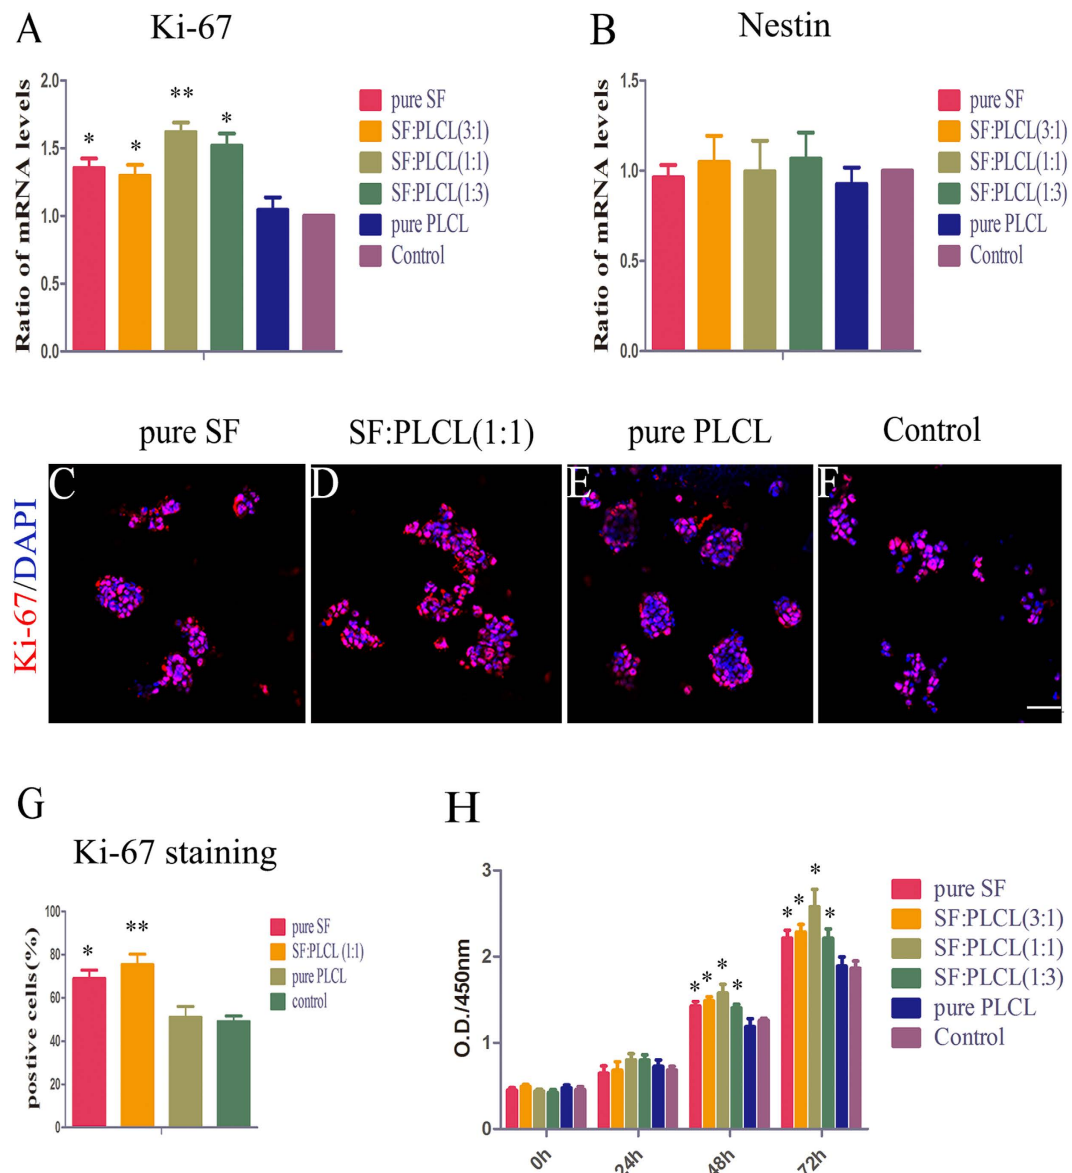 A
Ki-67
Ratio of mRNA levels
2.0
1.5
1.0
0.5
0.0
*
*
**
*
pure SF
SF:PLCL(3:1)
SF:PLCL(1:1)
SF:PLCL(1:3)
pure PLCL
Control
B
Nestin
Ratio of mRNA levels
1.5
1.0
0.5
0.0
pure SF
SF:PLCL(3:1)
SF:PLCL(1:1)
SF:PLCL(1:3)
pure PLCL
Control
pure SF
SF:PLCL(1:1)
pure PLCL
Control
Ki-67/DAPI
C
D
E
F
G
Ki-67 staining
postive cells(%)
100
80
60
40
20
0
*
**
pure SF
SF:PLCL (1:1)
pure PLCL
control
H
O.D./450nm
3
2
1
0
* * * *
* * * *
0h
24h
48h
72h
pure SF
SF:PLCL(3:1)
SF:PLCL(1:1)
SF:PLCL(1:3)
pure PLCL
Control